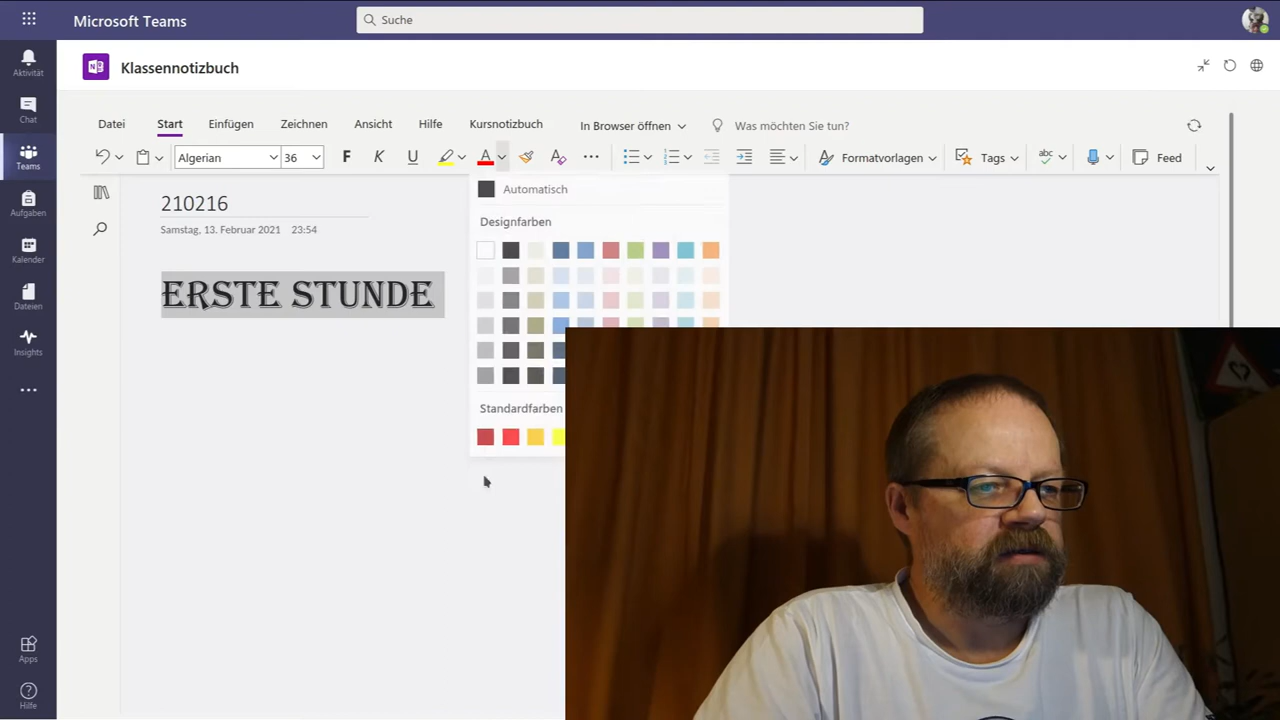 Microsoft Teams
Suche
Aktivität
Chat
Teams
Aufgaben
Kalender
Dateien
Insights
Apps
Hilfe
Klassennotizbuch
Datei Start Einfügen Zeichnen Ansicht Hilfe Kursnotizbuch In Browser öffnen Was möchten Sie tun?
Algerian 36 F K U A A abc Formatvorlagen Tags Feed
210216
Samstag, 13. Februar 2021 23:54
ERSTE STUNDE
Automatisch
Designfarben
Standardfarben